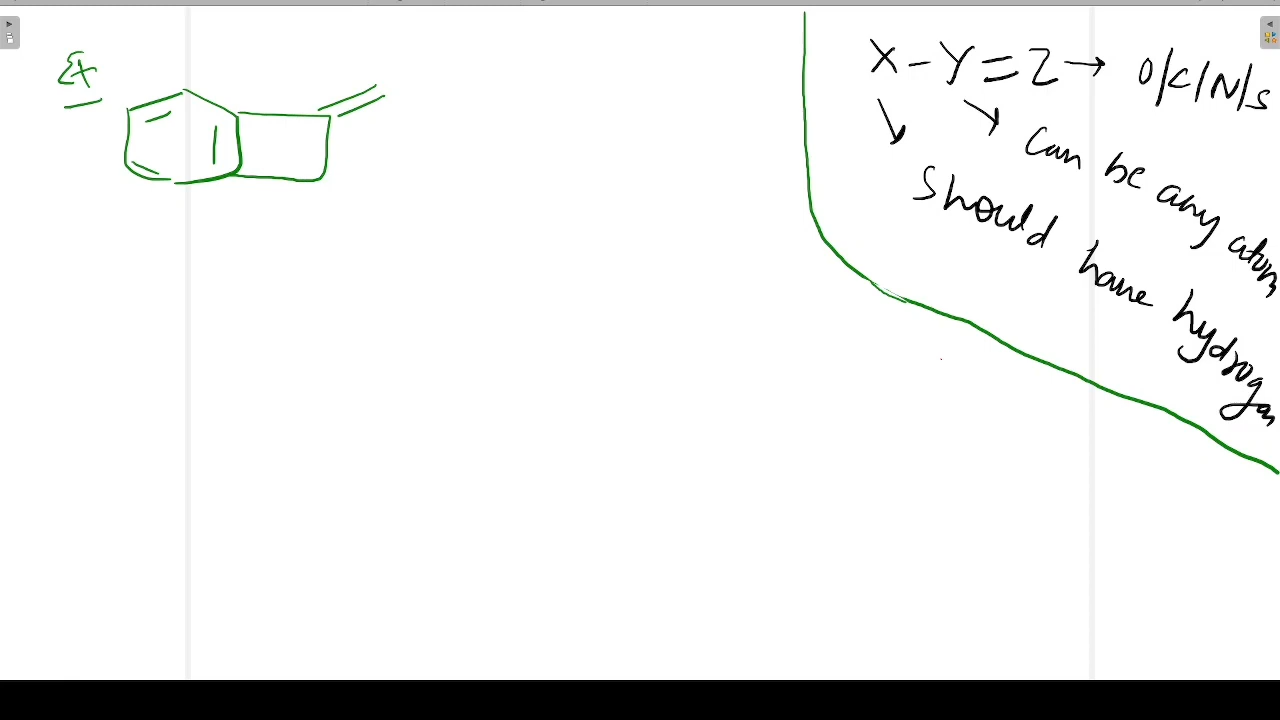 Ex
X - Y = Z → O/C/N/S
can be any atom
should have hydrogen